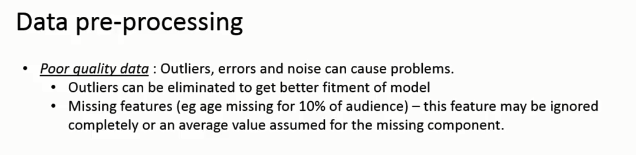 Data pre-processing
• Poor quality data : Outliers, errors and noise can cause problems.
• Outliers can be eliminated to get better fitment of model
• Missing features (eg age missing for 10% of audience) – this feature may be ignored
completely or an average value assumed for the missing component.